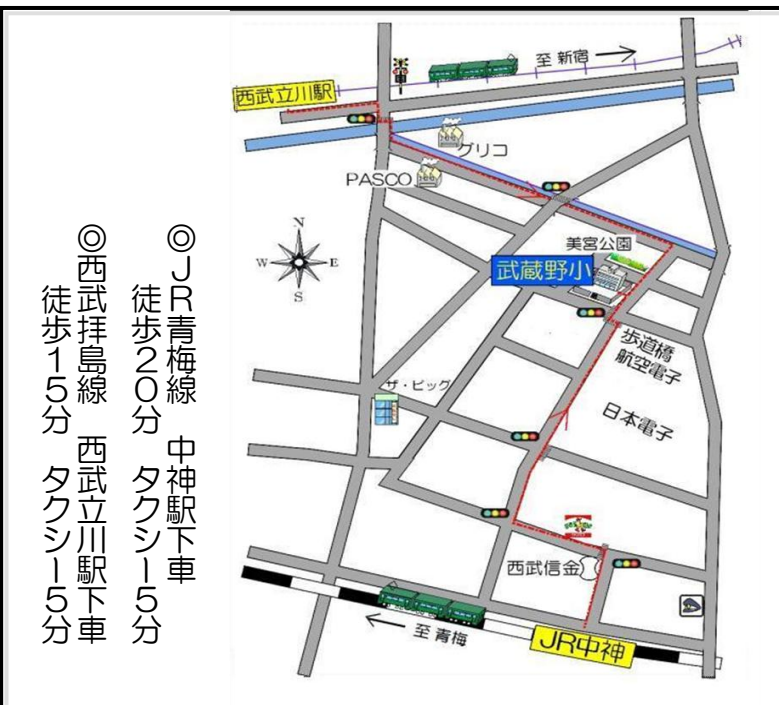 ◎JR青梅線　中神駅下車
徒歩20分　タクシー5分
◎西武拝島線　西武立川駅下車
徒歩15分　タクシー5分
至 新宿
西武立川駅
グリコ
PASCO
美宮公園
武蔵野小
N
W
E
S
歩道橋
航空電子
ザ・ビッグ
日本電子
西武信金
至 青梅
JR中神